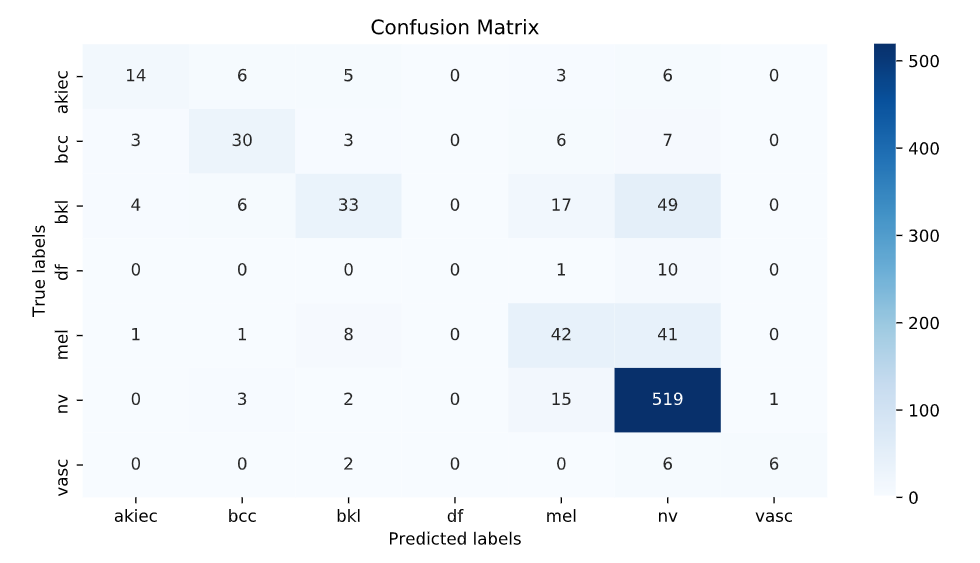 Confusion Matrix
akiec 14 6 5 0 3 6 0
bcc 3 30 3 0 6 7 0
bkl 4 6 33 0 17 49 0
df 0 0 0 0 1 10 0
mel 1 1 8 0 42 41 0
nv 0 3 2 0 15 519 1
vasc 0 0 2 0 0 6 6
akiec bcc bkl df mel nv vasc
Predicted labels
True labels
500
400
300
200
100
0